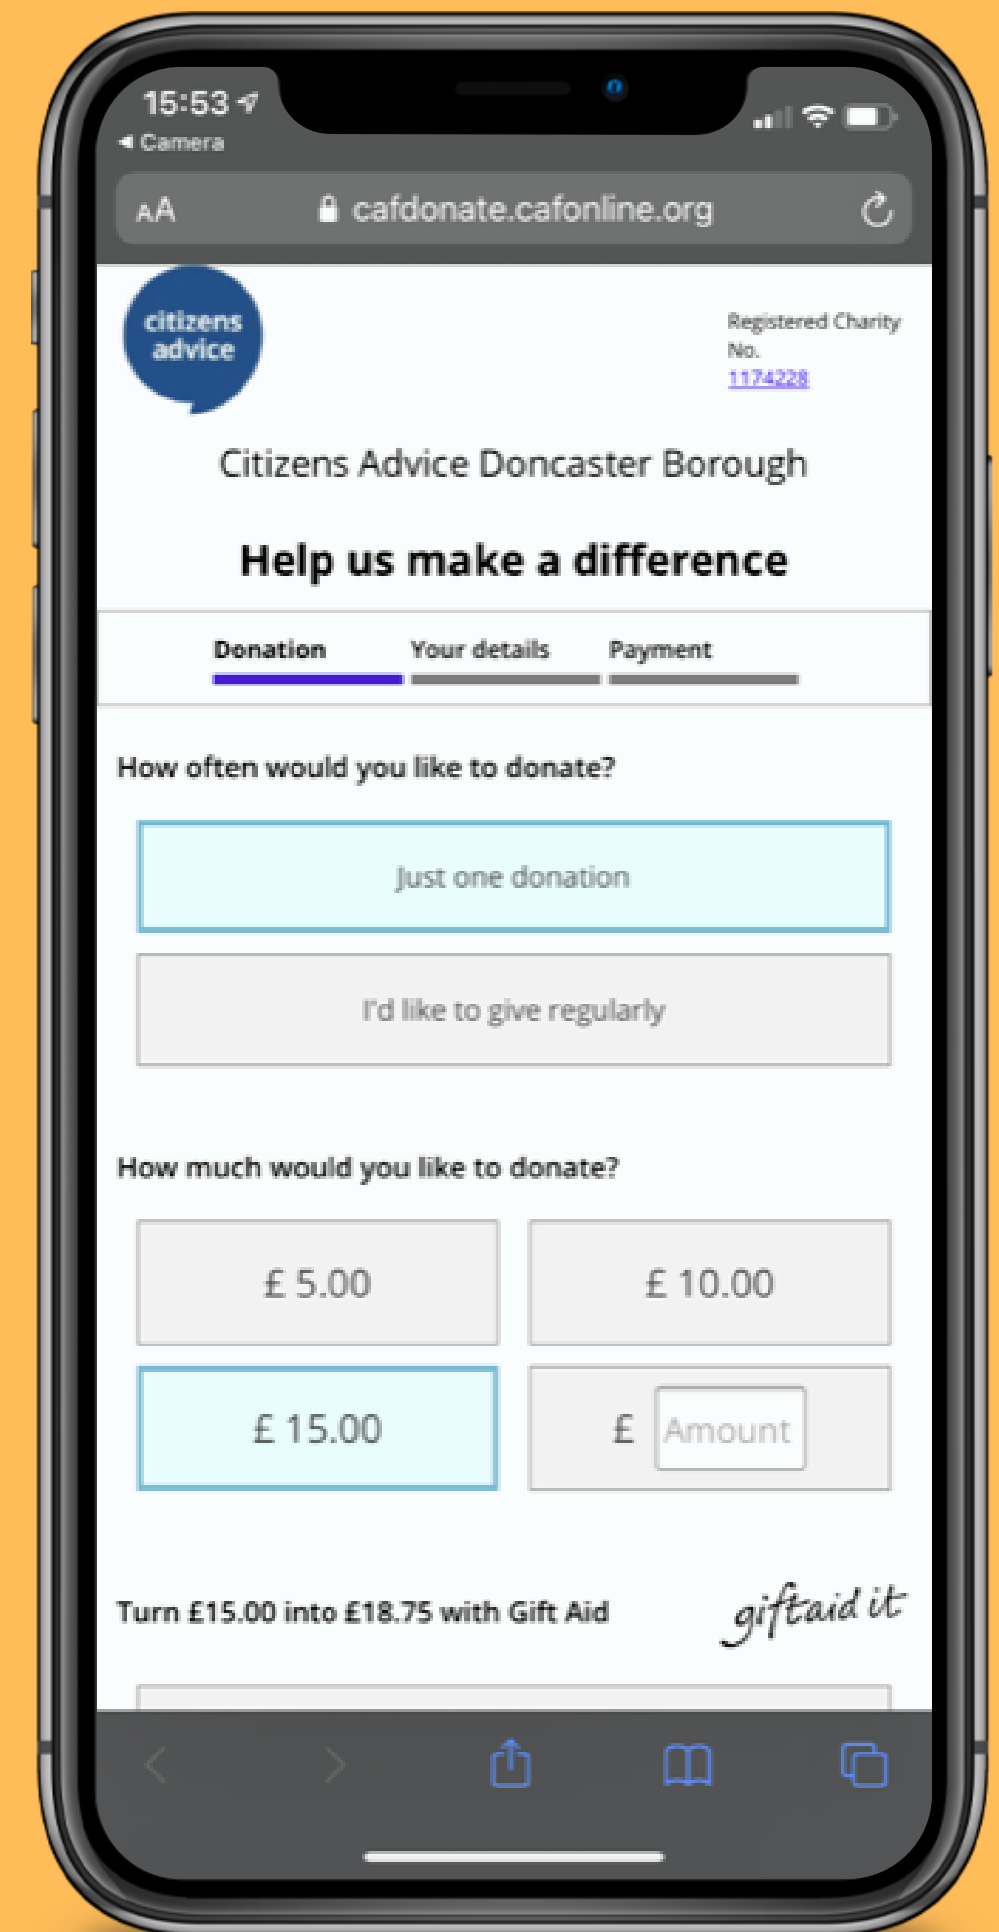 15:53
Camera
AA cafdonate.cafonline.org
citizens
advice
Registered Charity
No.
1174228
Citizens Advice Doncaster Borough
Help us make a difference
Donation Your details Payment
How often would you like to donate?
Just one donation
I'd like to give regularly
How much would you like to donate?
£ 5.00 £ 10.00
£ 15.00 £ Amount
Turn £15.00 into £18.75 with Gift Aid
giftaid it